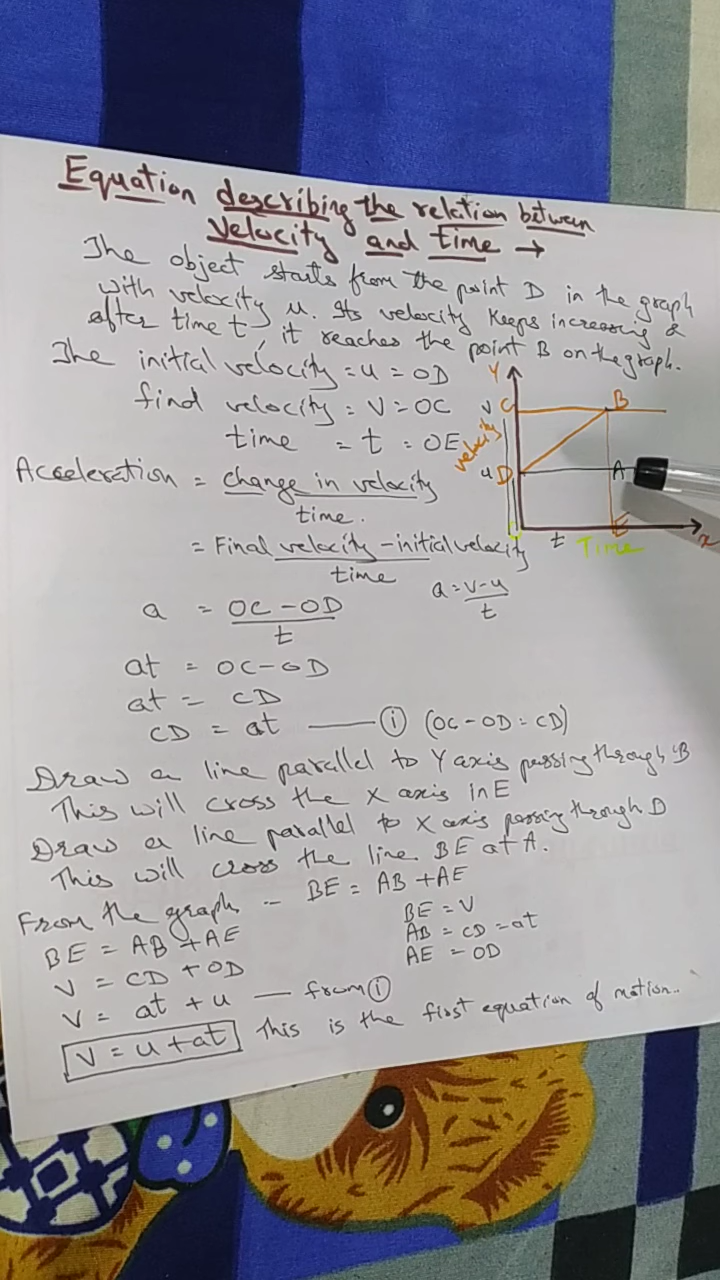 Equation describing the relation between
Velocity and time →
The object starts from the point D in the graph
with velocity u. Its velocity keeps increasing &
after time t, it reaches the point B on the graph.
The initial velocity = u = OD
find velocity = V = OC
time = t = OE
Acceleration = change in velocity
time.
= Final velocity - initial velocity
time
a = OC - OD
t
a = v-u
t
at = OC - OD
at = CD
CD = at —— ⓘ (OC - OD = CD)
Y
v C B
velocity
u D A
t Time E x
Draw a line parallel to Y axis passing through B
This will cross the X axis in E
Draw a line parallel to X axis passing through D
This will cross the line BE at A.
From the graph - BE = AB + AE
BE = AB + AE
V = CD + OD
V = at + u — from ⓘ
BE = V
AB = CD = at
AE = OD
V = u + at This is the first equation of motion..